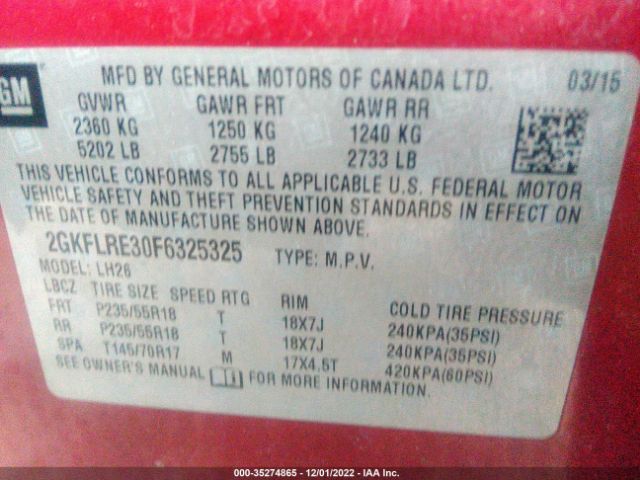 GM
MFD BY GENERAL MOTORS OF CANADA LTD. 03/15
GVWR GAWR FRT GAWR RR
2360 KG 1250 KG 1240 KG
5202 LB 2755 LB 2733 LB
THIS VEHICLE CONFORMS TO ALL APPLICABLE U.S. FEDERAL MOTOR
VEHICLE SAFETY AND THEFT PREVENTION STANDARDS IN EFFECT ON
THE DATE OF MANUFACTURE SHOWN ABOVE.
2GKFLRE30F6325325 TYPE: M.P.V.
MODEL: LH26
LBCZ TIRE SIZE SPEED RTG RIM COLD TIRE PRESSURE
FRT P235/55R18 T 18X7J 240KPA(35PSI)
RR P235/55R18 T 18X7J 240KPA(35PSI)
SPA T145/70R17 M 17X4.5T 420KPA(60PSI)
SEE OWNER'S MANUAL FOR MORE INFORMATION.
000-35274865 - 12/01/2022 - IAA Inc.